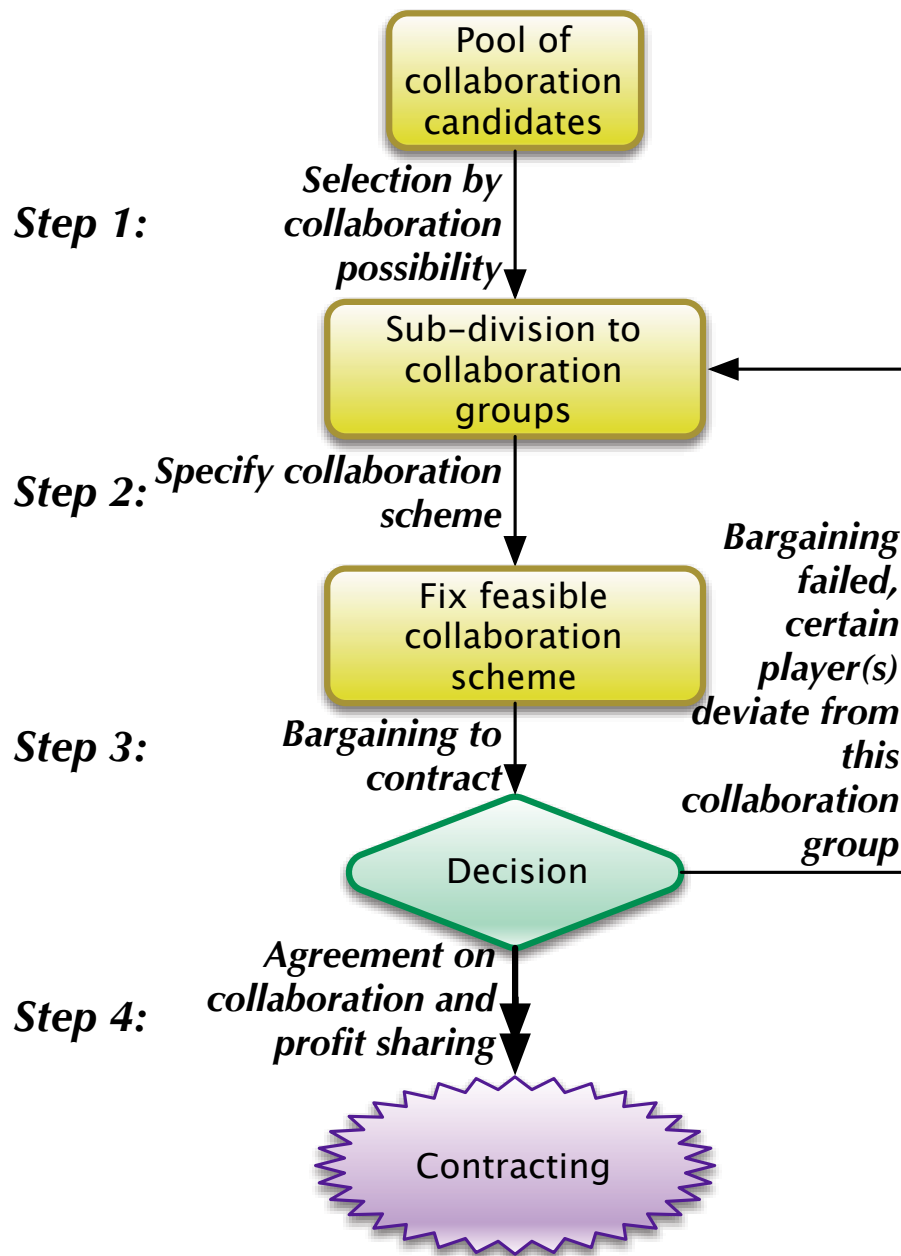 Pool of
collaboration
candidates
Step 1:
Selection by
collaboration
possibility
Sub-division to
collaboration
groups
Step 2:
Specify collaboration
scheme
Fix feasible
collaboration
scheme
Bargaining
failed,
certain
player(s)
deviate from
this
collaboration
group
Step 3:
Bargaining to
contract
Decision
Step 4:
Agreement on
collaboration and
profit sharing
Contracting